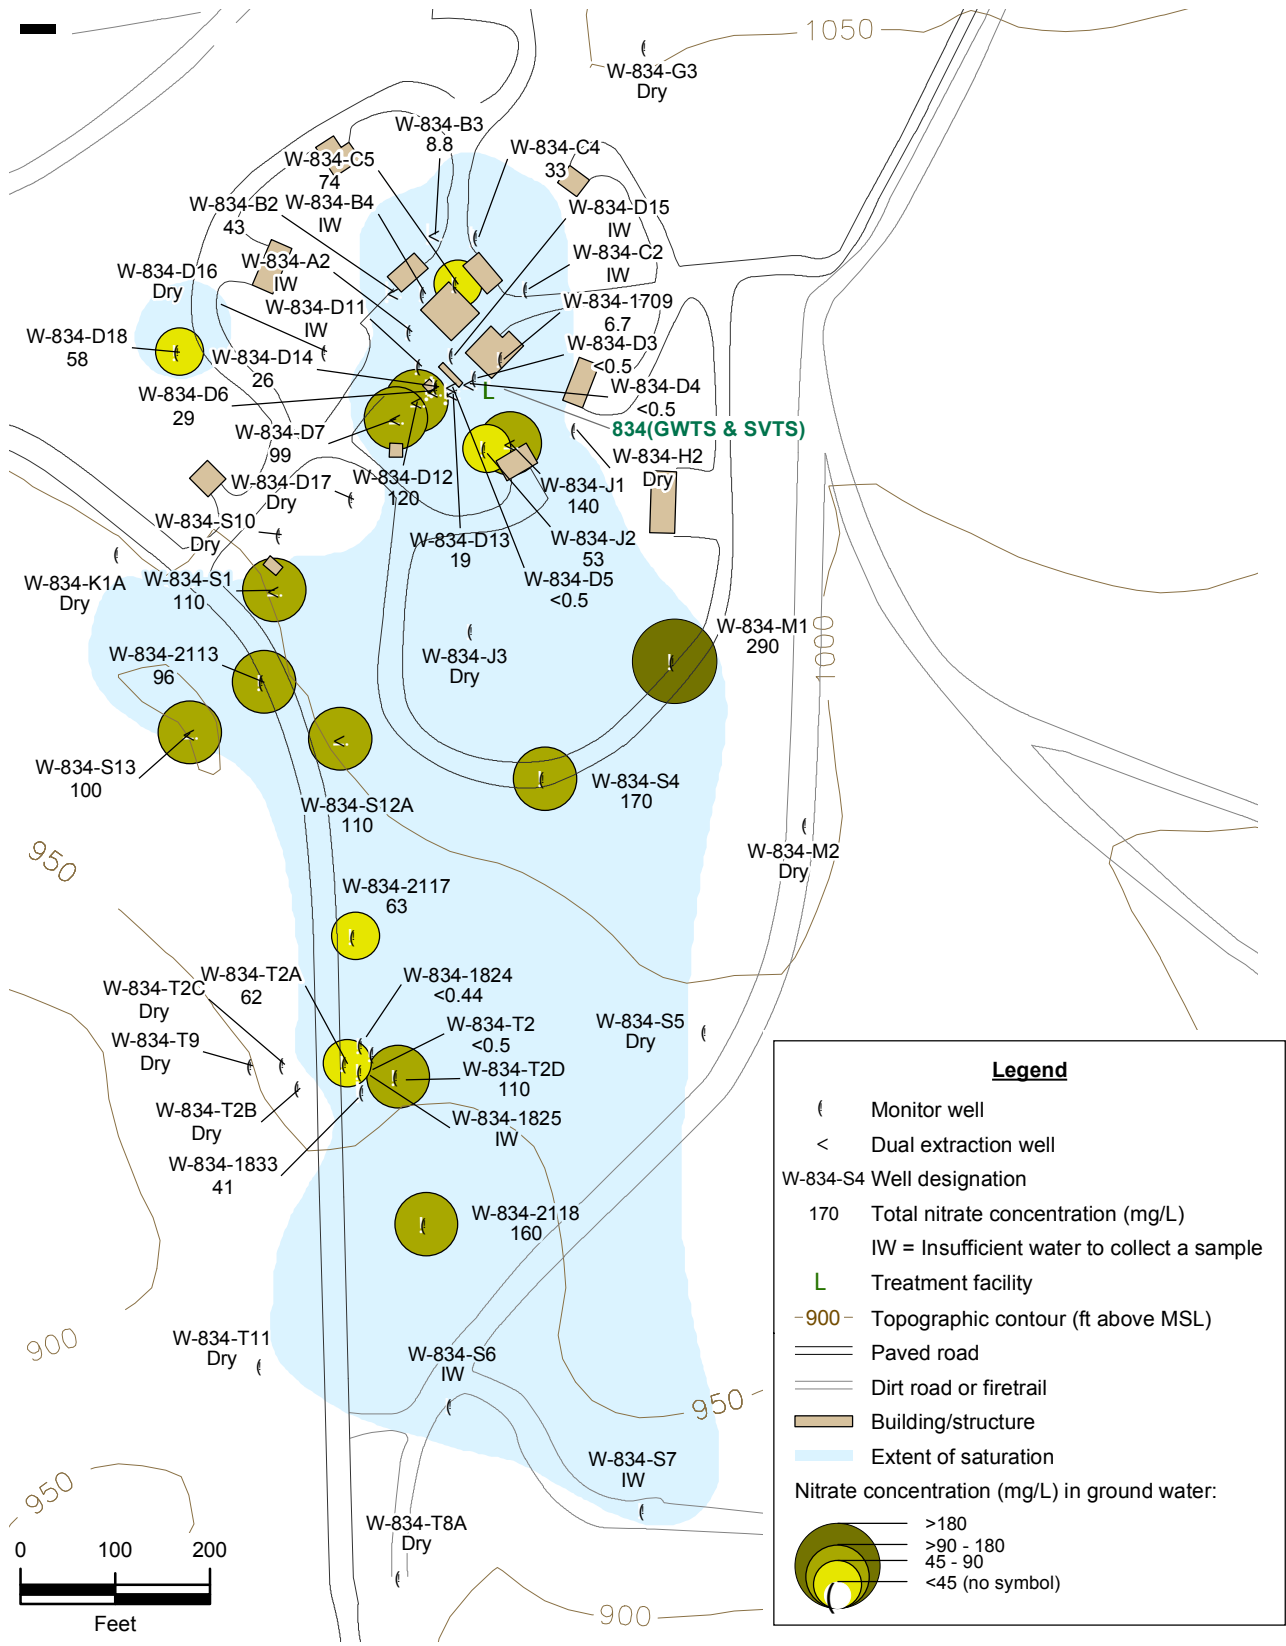 1050
W-834-G3
Dry
W-834-B3
8.8
W-834-C4
33
W-834-C5
74
W-834-B2
43
W-834-B4
IW
W-834-D15
IW
W-834-A2
IW
W-834-C2
IW
W-834-D16
Dry
W-834-D11
IW
W-834-1709
6.7
W-834-D18
58
W-834-D14
26
W-834-D3
<0.5
W-834-D6
29
W-834-D4
<0.5
L
834(GWTS & SVTS)
W-834-D7
99
W-834-H2
Dry
W-834-D17
Dry
W-834-D12
120
W-834-J1
140
W-834-S10
Dry
W-834-D13
19
W-834-J2
53
W-834-K1A
Dry
W-834-S1
110
W-834-D5
<0.5
W-834-M1
290
W-834-2113
96
W-834-J3
Dry
1000
W-834-S13
100
W-834-S4
170
W-834-S12A
110
W-834-M2
Dry
950
W-834-2117
63
W-834-T2A
62
W-834-1824
<0.44
W-834-T2C
Dry
W-834-T2
<0.5
W-834-S5
Dry
W-834-T9
Dry
W-834-T2D
110
W-834-T2B
Dry
W-834-1825
IW
W-834-1833
41
W-834-2118
160
900
W-834-T11
Dry
W-834-S6
IW
950
W-834-S7
IW
950
W-834-T8A
Dry
900
0 100 200
Feet
Legend
Monitor well
< Dual extraction well
W-834-S4 Well designation
170 Total nitrate concentration (mg/L)
IW = Insufficient water to collect a sample
L Treatment facility
900 Topographic contour (ft above MSL)
Paved road
Dirt road or firetrail
Building/structure
Extent of saturation
Nitrate concentration (mg/L) in ground water:
>180
>90 - 180
45 - 90
<45 (no symbol)